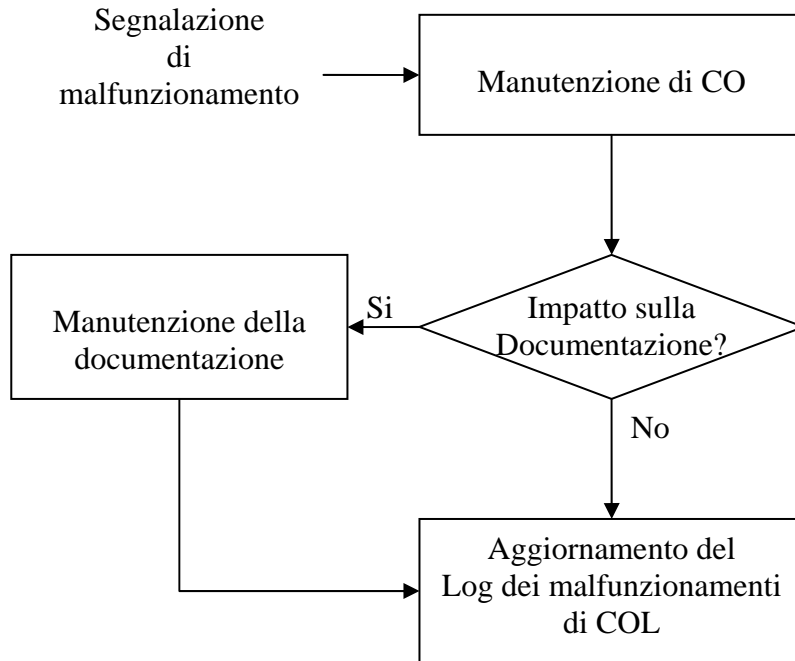 Segnalazione
di
malfunzionamento
Manutenzione di CO
Impatto sulla
Documentazione?
Si
Manutenzione della
documentazione
No
Aggiornamento del
Log dei malfunzionamenti
di COL